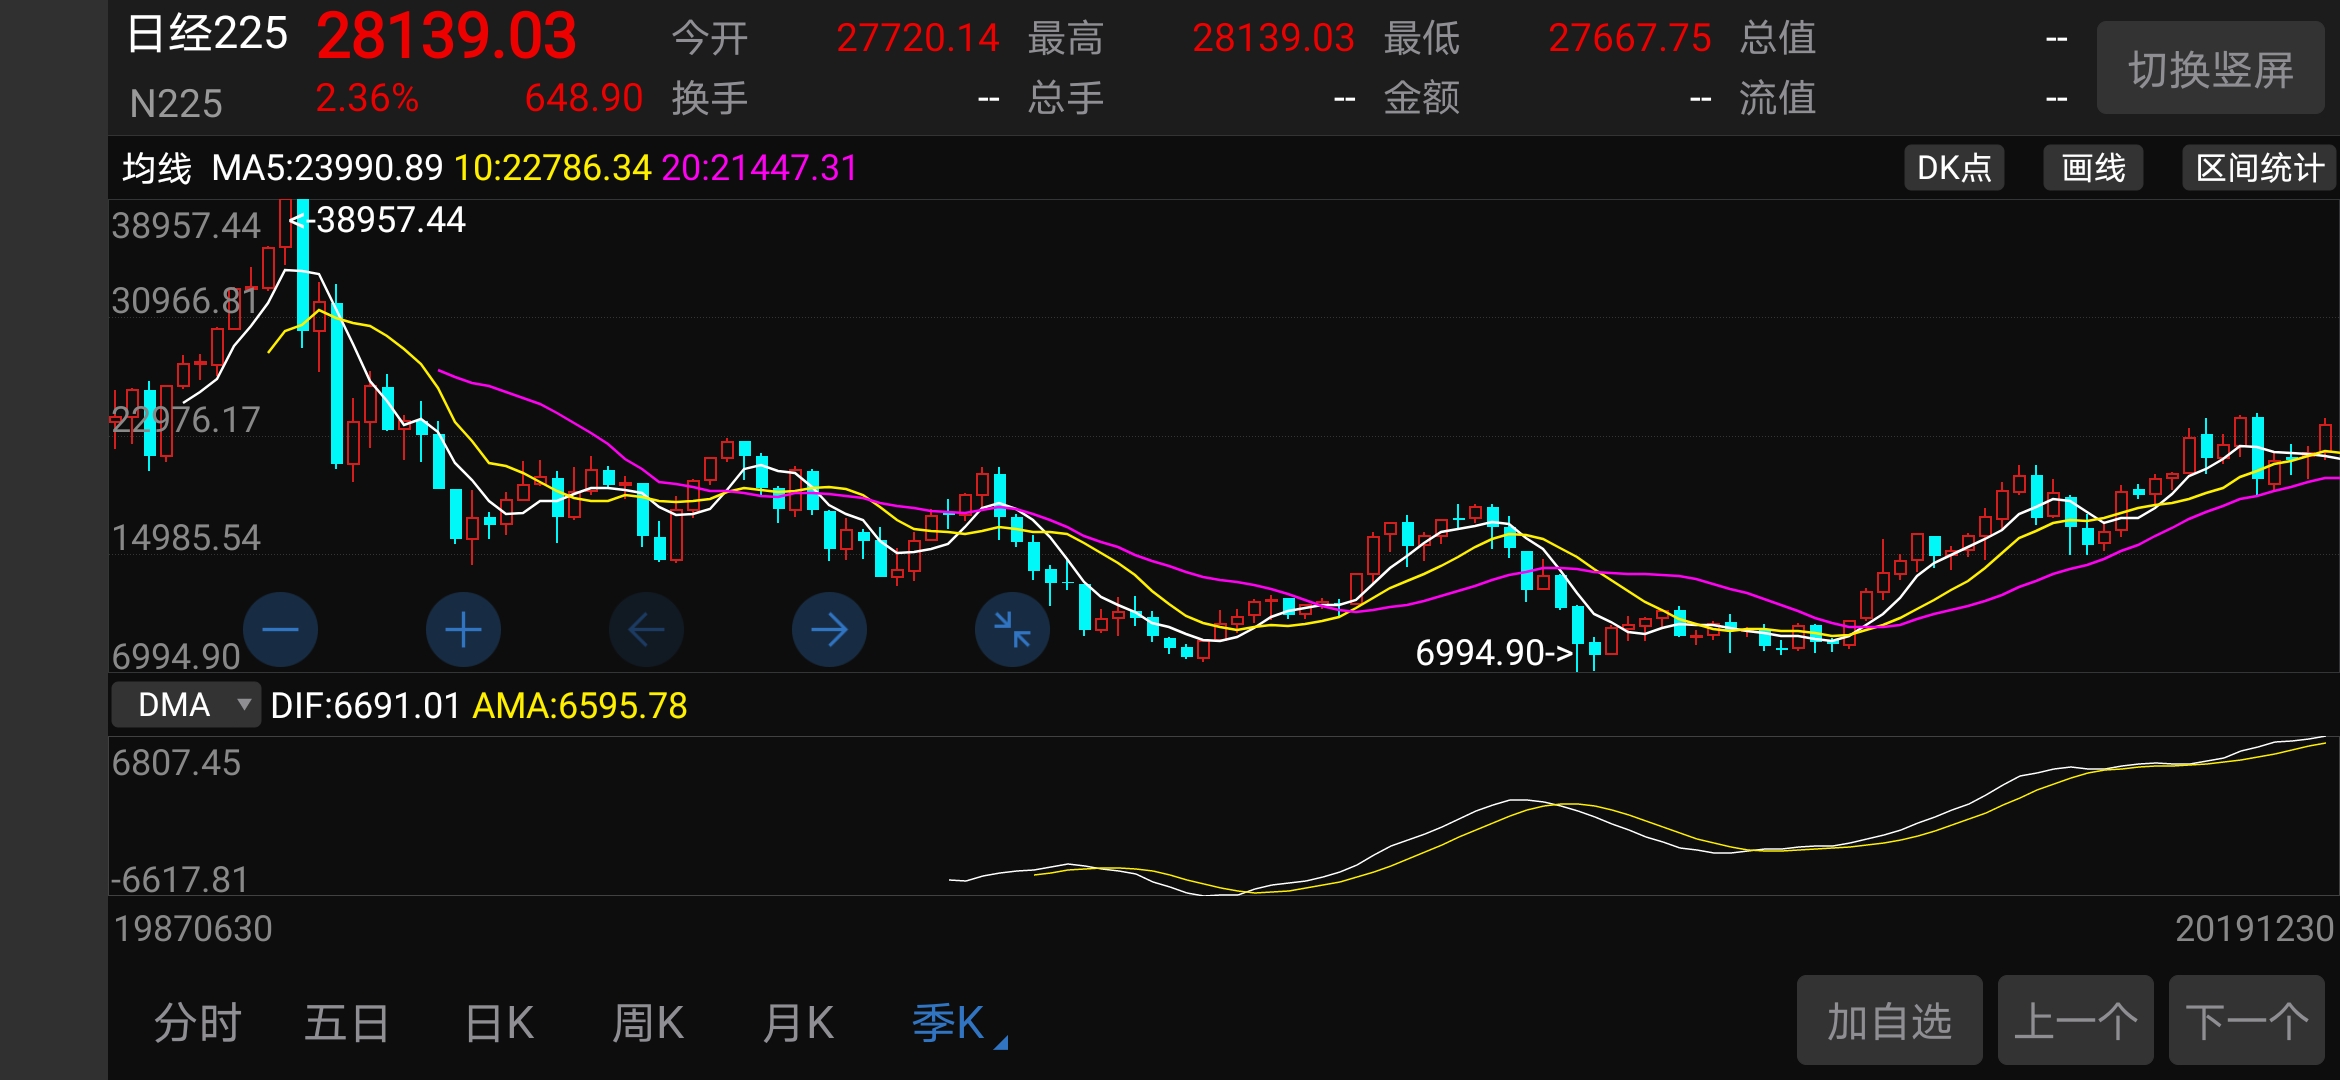 日经225 28139.03 今开 27720.14 最高 28139.03 最低 27667.75 总值 -- 切换竖屏
N225 2.36% 648.90 换手 -- 总手 -- 金额 -- 流值 --
均线 MA5:23990.89 10:22786.34 20:21447.31 DK点 画线 区间统计
38957.44 <-38957.44
30966.81
22976.17
14985.54
6994.90 6994.90->
DMA DIF:6691.01 AMA:6595.78
6807.45
-6617.81
19870630 20191230
分时 五日 日K 周K 月K 季K 加自选 上一个 下一个